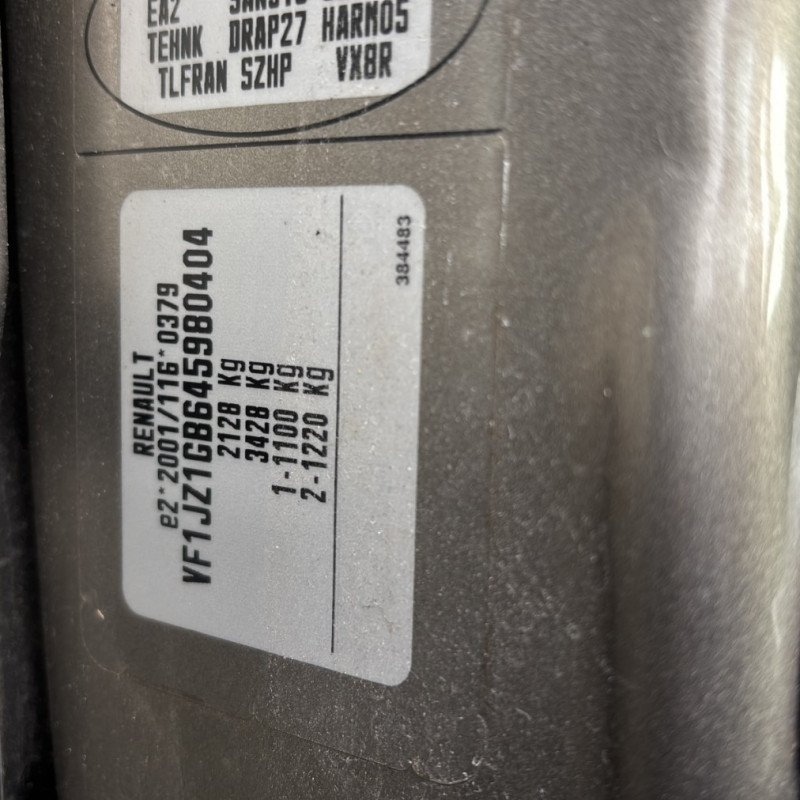 EA2
TEHNK DRAP27 HARM05
TLFRAN SZHP VX8R
RENAULT
e2*2001/116*0379
VF1JZ1GB645980404
2128 Kg
3428 Kg
1-1100 Kg
2-1220 Kg
384483